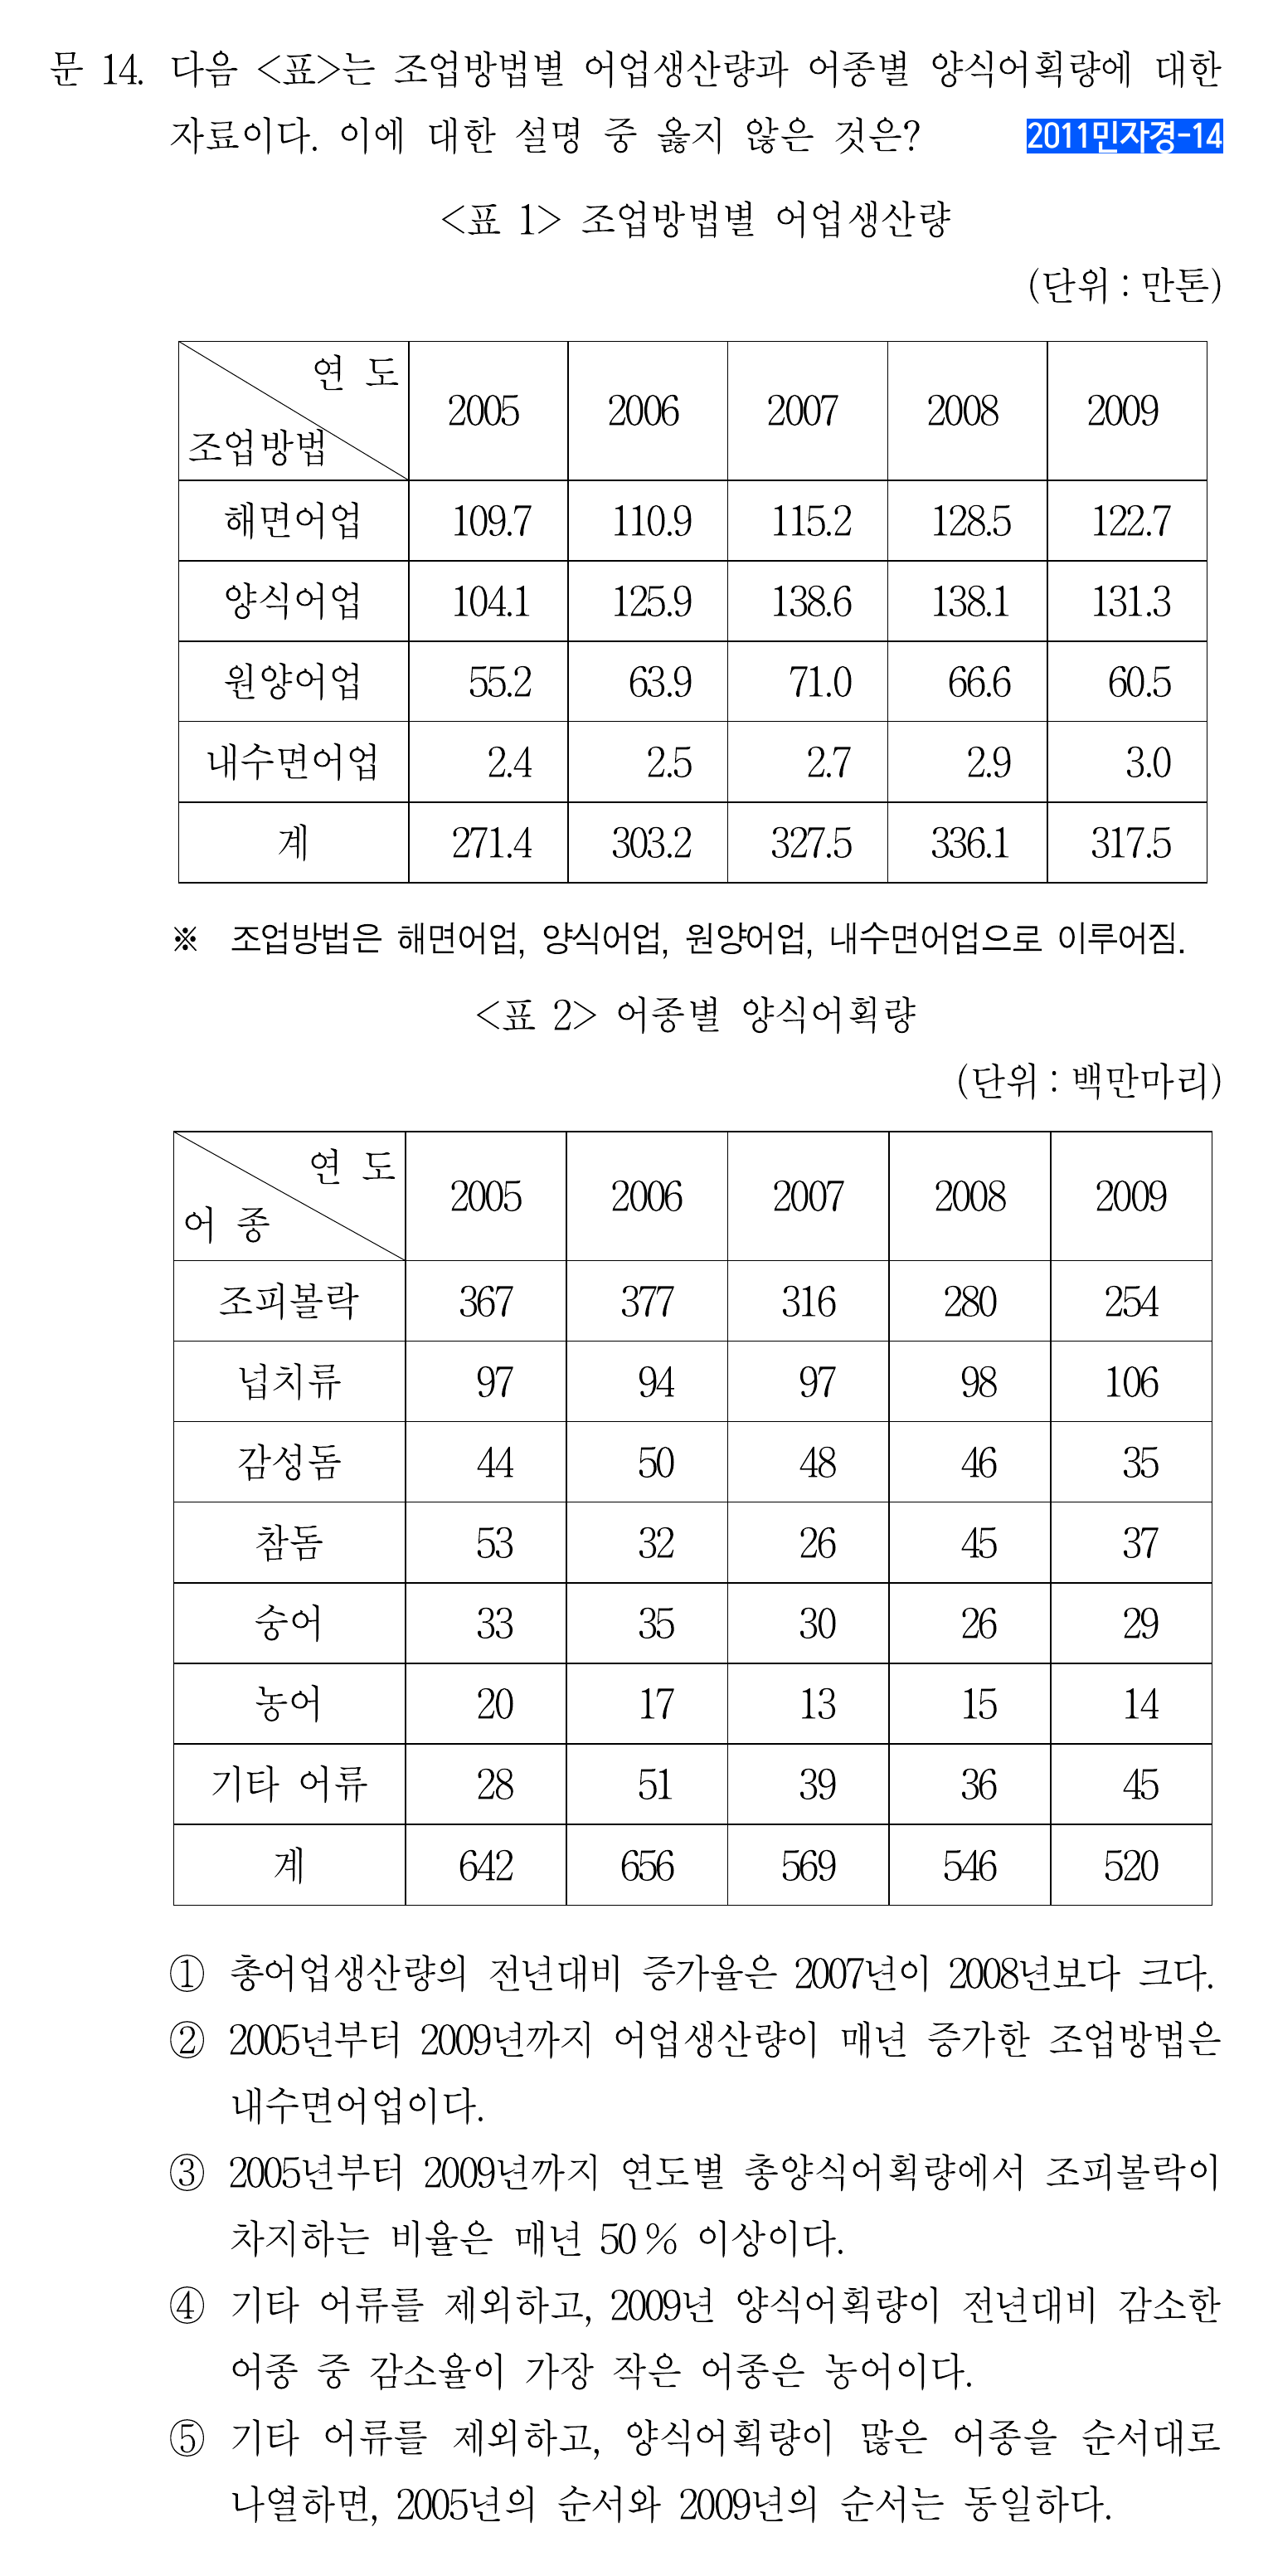 문 14. 다음 <표>는 조업방법별 어업생산량과 어종별 양식어획량에 대한
자료이다. 이에 대한 설명 중 옳지 않은 것은? 2011민자경-14
<표 1> 조업방법별 어업생산량
(단위 : 만톤)
연 도
조업방법 2005 2006 2007 2008 2009
해면어업 109.7 110.9 115.2 128.5 122.7
양식어업 104.1 125.9 138.6 138.1 131.3
원양어업 55.2 63.9 71.0 66.6 60.5
내수면어업 2.4 2.5 2.7 2.9 3.0
계 271.4 303.2 327.5 336.1 317.5
※ 조업방법은 해면어업, 양식어업, 원양어업, 내수면어업으로 이루어짐.
<표 2> 어종별 양식어획량
(단위 : 백만마리)
연 도
어 종 2005 2006 2007 2008 2009
조피볼락 367 377 316 280 254
넙치류 97 94 97 98 106
감성돔 44 50 48 46 35
참돔 53 32 26 45 37
숭어 33 35 30 26 29
농어 20 17 13 15 14
기타 어류 28 51 39 36 45
계 642 656 569 546 520
① 총어업생산량의 전년대비 증가율은 2007년이 2008년보다 크다.
② 2005년부터 2009년까지 어업생산량이 매년 증가한 조업방법은
내수면어업이다.
③ 2005년부터 2009년까지 연도별 총양식어획량에서 조피볼락이
차지하는 비율은 매년 50 % 이상이다.
④ 기타 어류를 제외하고, 2009년 양식어획량이 전년대비 감소한
어종 중 감소율이 가장 작은 어종은 농어이다.
⑤ 기타 어류를 제외하고, 양식어획량이 많은 어종을 순서대로
나열하면, 2005년의 순서와 2009년의 순서는 동일하다.